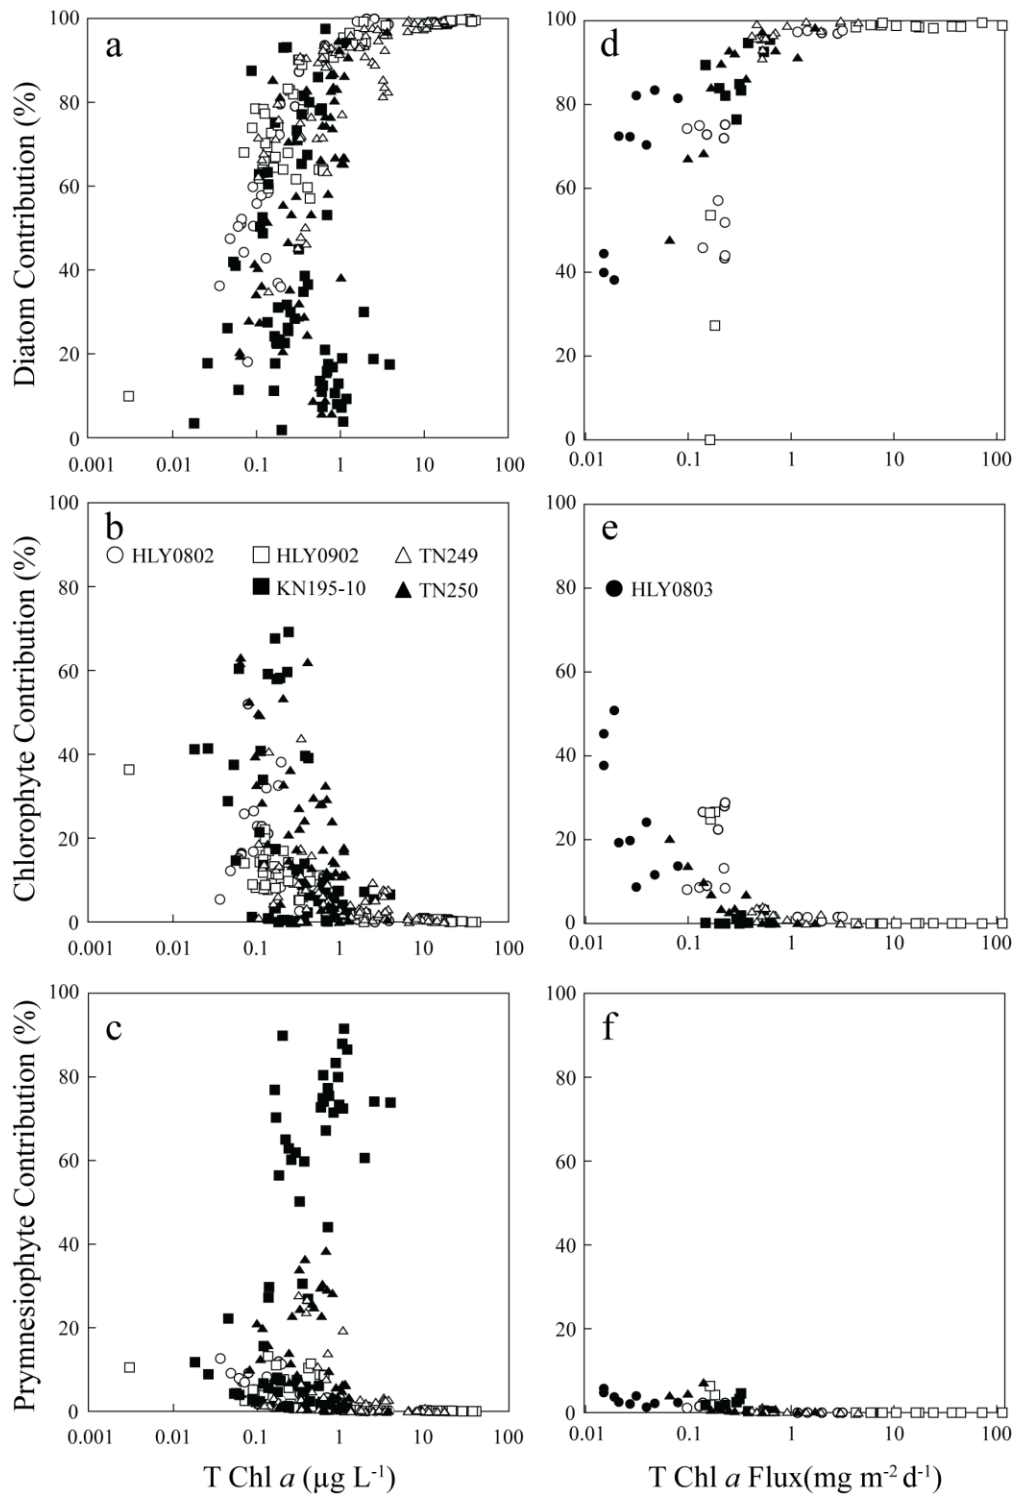 Diatom Contribution (%)
a
100
80
60
40
20
0
0.001 0.01 0.1 1 10 100
d
100
80
60
40
20
0
0.01 0.1 1 10 100
Chlorophyte Contribution (%)
b
HLY0802 HLY0902 TN249
KN195-10 TN250
100
80
60
40
20
0
0.001 0.01 0.1 1 10 100
e
HLY0803
100
80
60
40
20
0
0.01 0.1 1 10 100
Prymnesiophyte Contribution (%)
c
100
80
60
40
20
0
0.001 0.01 0.1 1 10 100
T Chl a (µg L⁻¹)
f
100
80
60
40
20
0
0.01 0.1 1 10 100
T Chl a Flux(mg m⁻² d⁻¹)